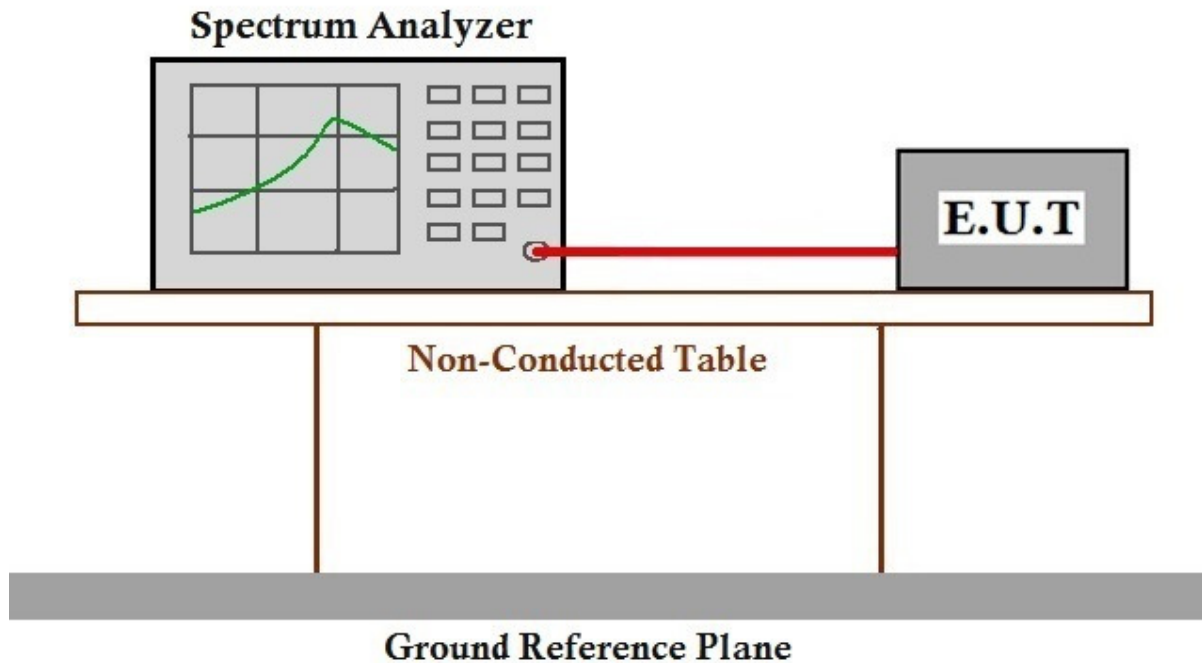 Spectrum Analyzer
E.U.T
Non-Conducted Table
Ground Reference Plane